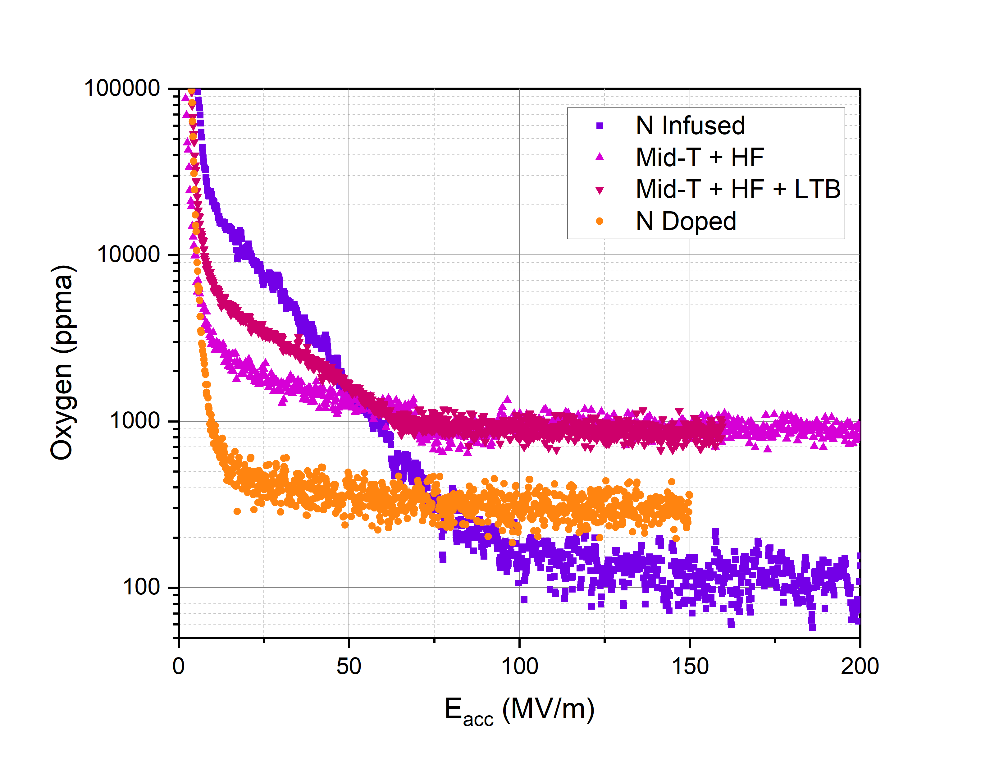 100000
10000
1000
100
Oxygen (ppma)
N Infused
Mid-T + HF
Mid-T + HF + LTB
N Doped
0 50 100 150 200
Eacc (MV/m)